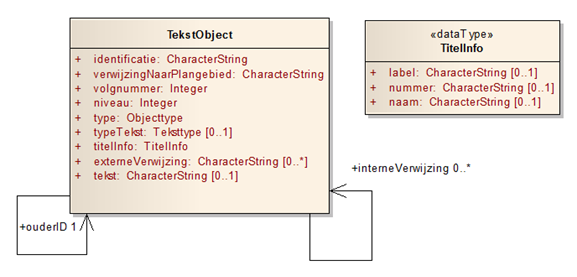 TekstObject
+ identificatie: CharacterString
+ verwijzingNaarPlangebied: CharacterString
+ volgnummer: Integer
+ niveau: Integer
+ type: Objecttype
+ typeTekst: Teksttype [0..1]
+ titelInfo: TitelInfo
+ externeVerwijzing: CharacterString [0..*]
+ tekst: CharacterString [0..1]
«dataType»
TitelInfo
+ label: CharacterString [0..1]
+ nummer: CharacterString [0..1]
+ naam: CharacterString [0..1]
+interneVerwijzing 0..*
+ouderID 1